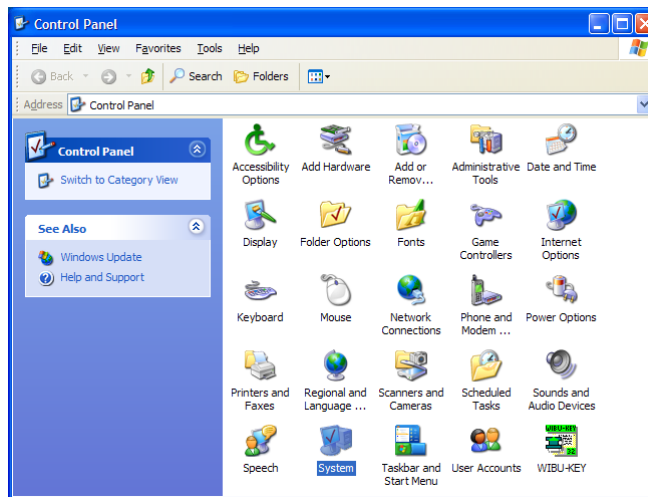 Control Panel
File Edit View Favorites Tools Help
Back Search Folders
Address Control Panel
Control Panel
Switch to Category View
See Also
Windows Update
Help and Support
Accessibility Options
Add Hardware
Add or Remov...
Administrative Tools
Date and Time
Display
Folder Options
Fonts
Game Controllers
Internet Options
Keyboard
Mouse
Network Connections
Phone and Modem ...
Power Options
Printers and Faxes
Regional and Language ...
Scanners and Cameras
Scheduled Tasks
Sounds and Audio Devices
Speech
System
Taskbar and Start Menu
User Accounts
WIBU-KEY
32
WIBU-KEY